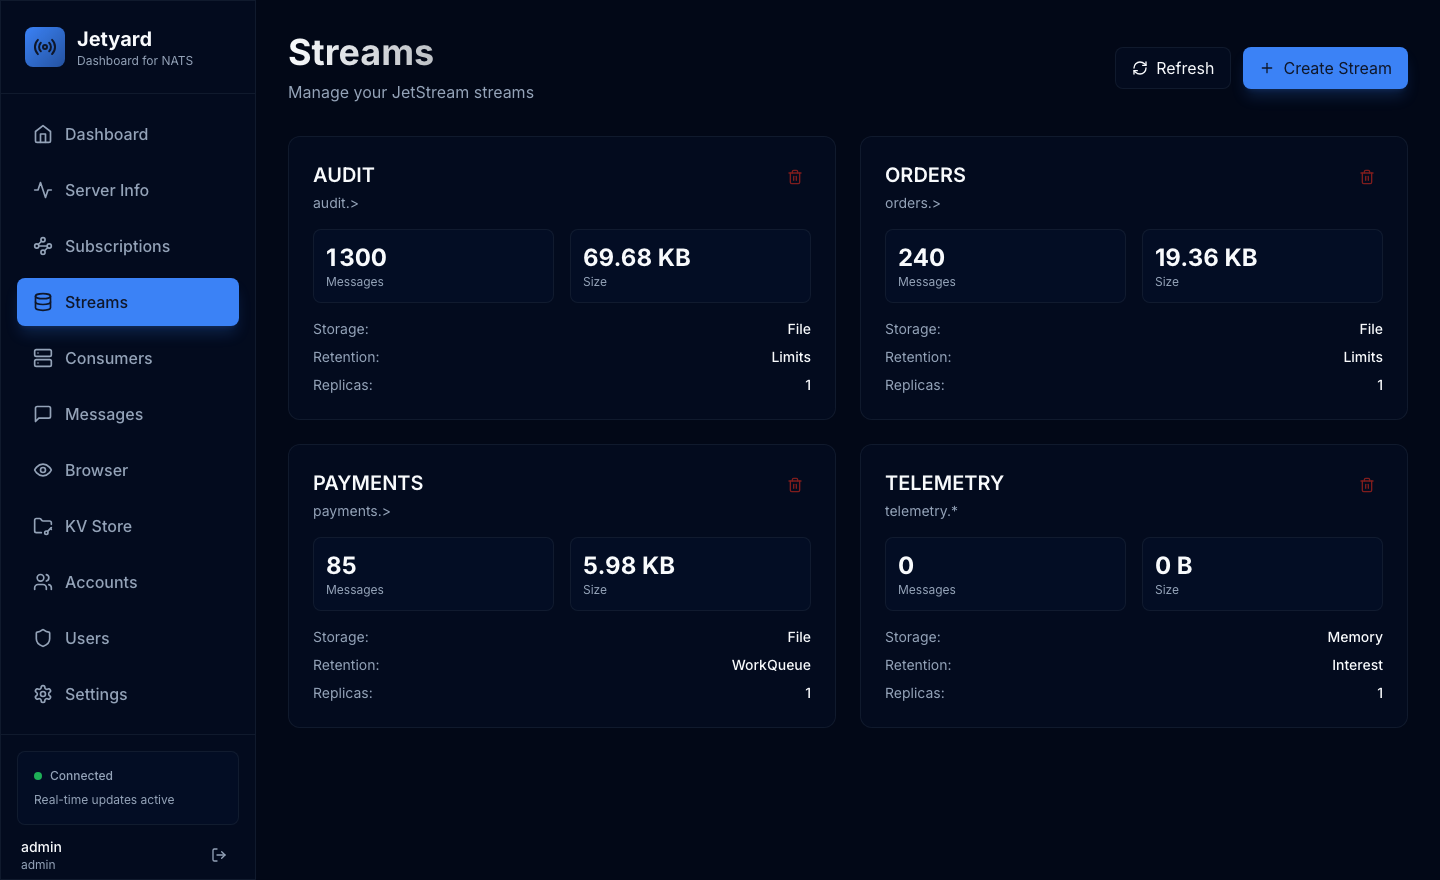 Jetyard
Dashboard for NATS
Dashboard
Server Info
Subscriptions
Streams
Consumers
Messages
Browser
KV Store
Accounts
Users
Settings
Connected
Real-time updates active
admin
admin
Streams
Manage your JetStream streams
Refresh
Create Stream
AUDIT
audit.>
1300
Messages
69.68 KB
Size
Storage: File
Retention: Limits
Replicas: 1
ORDERS
orders.>
240
Messages
19.36 KB
Size
Storage: File
Retention: Limits
Replicas: 1
PAYMENTS
payments.>
85
Messages
5.98 KB
Size
Storage: File
Retention: WorkQueue
Replicas: 1
TELEMETRY
telemetry.*
0
Messages
0 B
Size
Storage: Memory
Retention: Interest
Replicas: 1